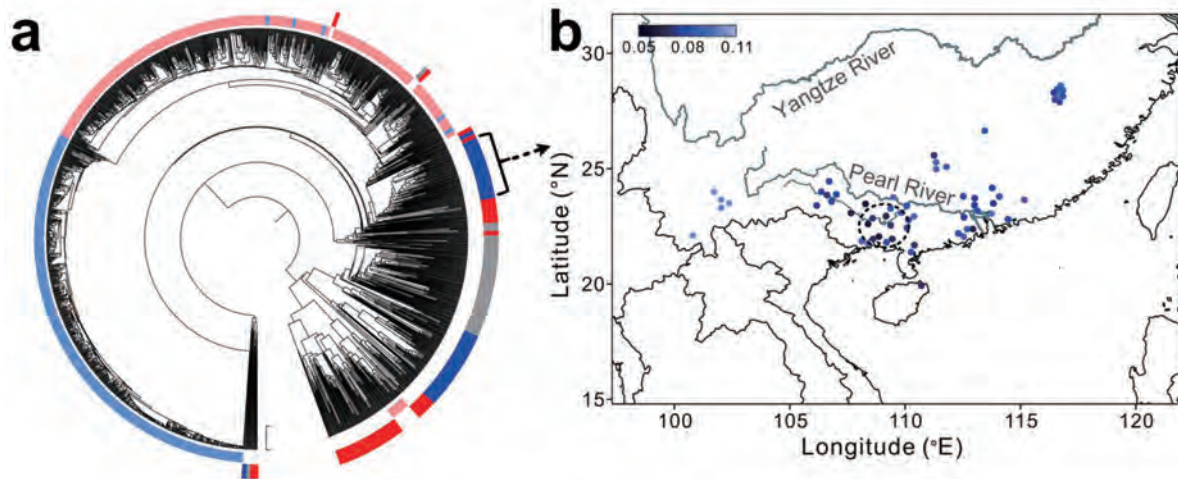 a
b
0.05 0.08 0.11
30
25
20
15
Yangtze River
Pearl River
Latitude (°N)
100 105 110 115 120
Longitude (°E)